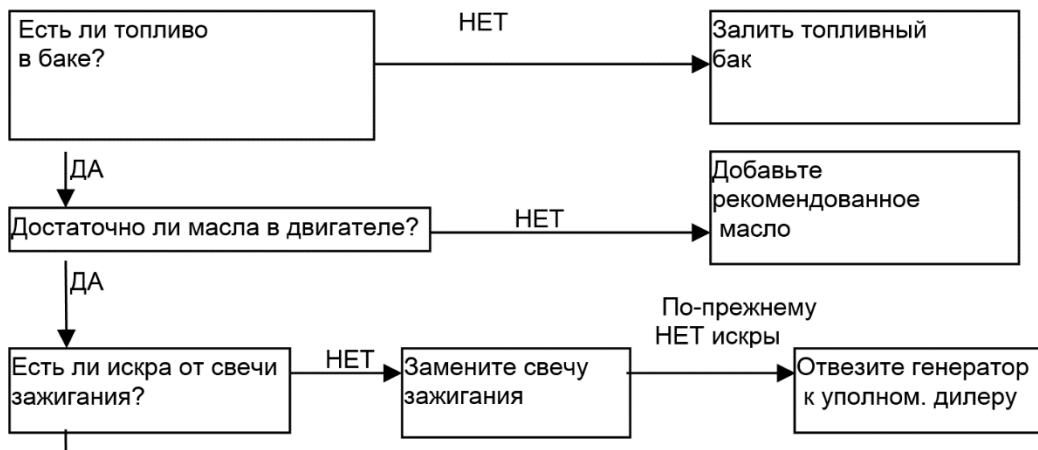 Есть ли топливо
в баке?
НЕТ
Залить топливный
бак
ДА
Достаточно ли масла в двигателе?
НЕТ
Добавьте
рекомендованное
масло
ДА
Есть ли искра от свечи
зажигания?
НЕТ
Замените свечу
зажигания
По-прежнему
НЕТ искры
Отвезите генератор
к уполном. дилеру